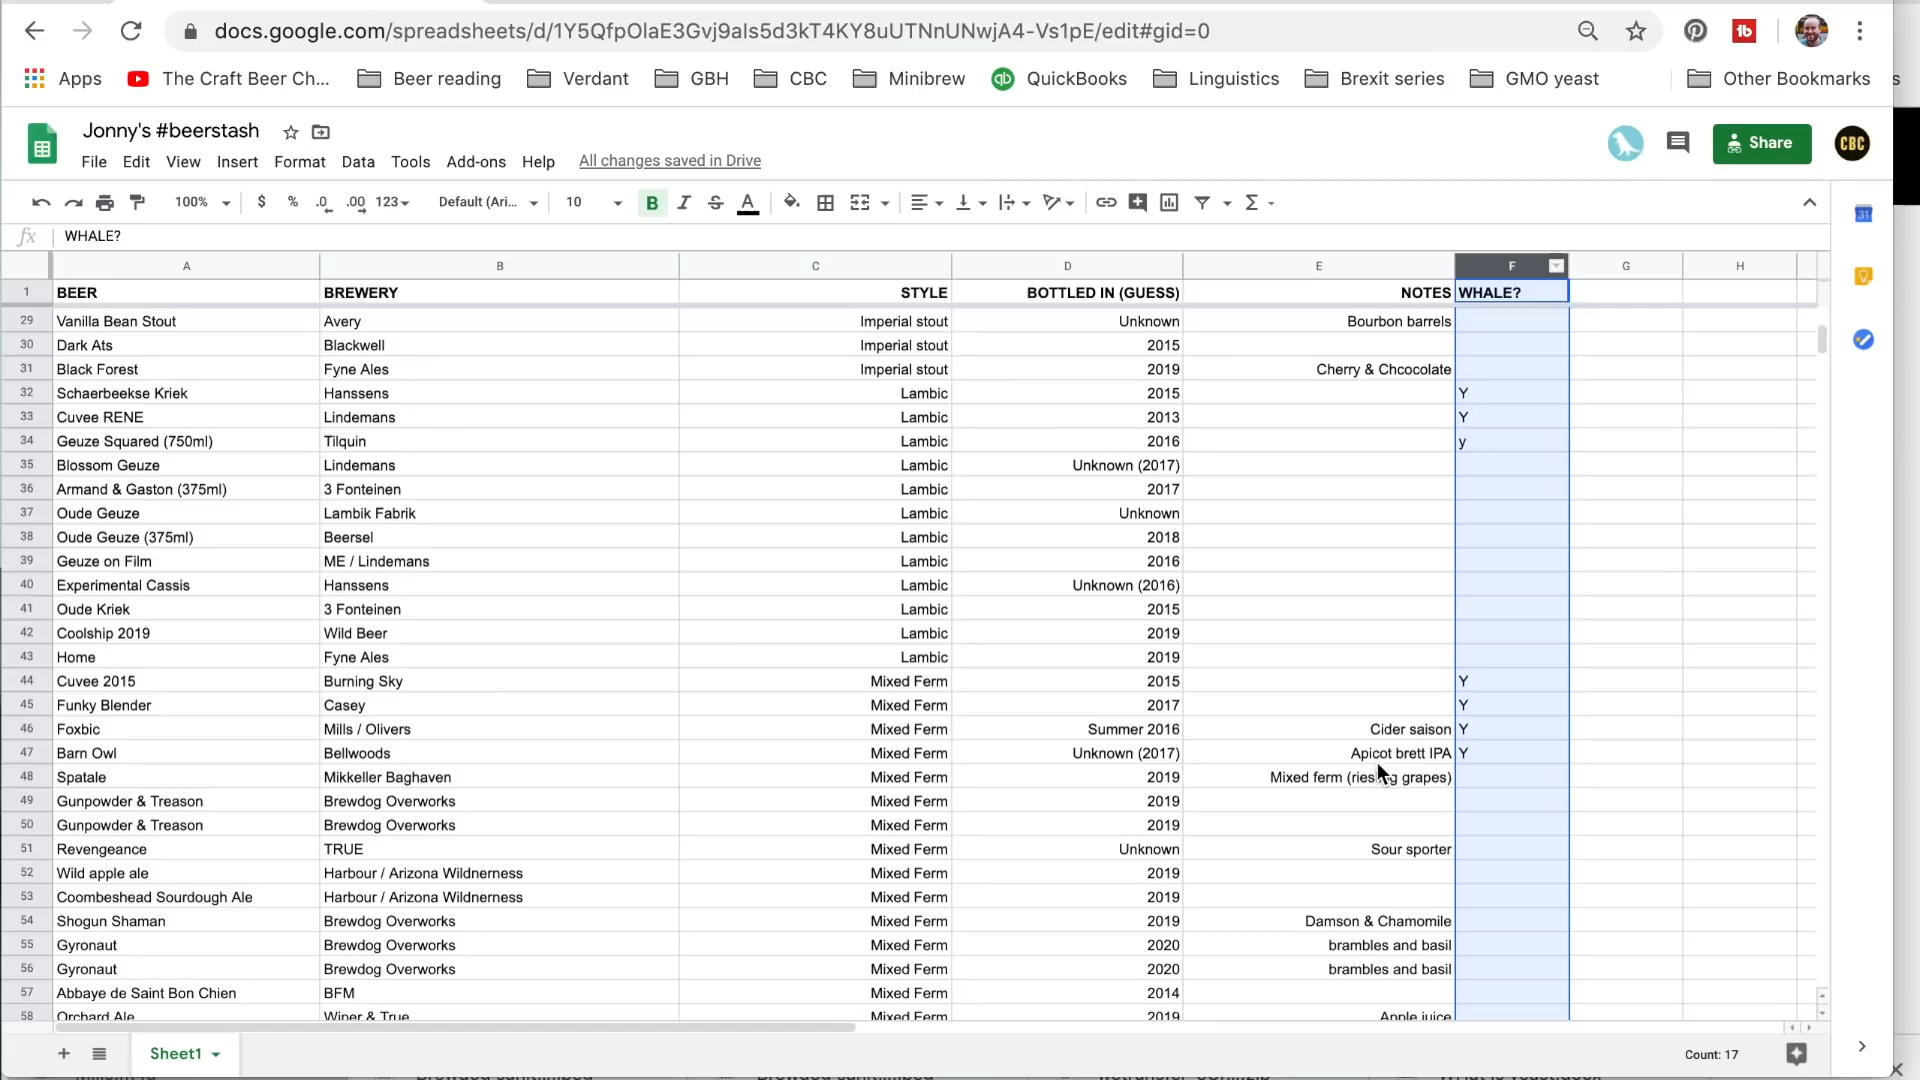 docs.google.com/spreadsheets/d/1Y5QfpOlaE3Gvj9aIs5d3kT4KY8uUTNnUNwjA4-Vs1pE/edit#gid=0
Apps The Craft Beer Ch... Beer reading Verdant GBH CBC Minibrew QuickBooks Linguistics Brexit series GMO yeast Other Bookmarks
Jonny's #beerstash
File Edit View Insert Format Data Tools Add-ons Help All changes saved in Drive Share CBC
100% $ % .0 .00 123 Default (Ari... 10 B I S A
fx WHALE?
A B C D E F G H
1 BEER BREWERY STYLE BOTTLED IN (GUESS) NOTES WHALE?
29 Vanilla Bean Stout Avery Imperial stout Unknown Bourbon barrels
30 Dark Ats Blackwell Imperial stout 2015
31 Black Forest Fyne Ales Imperial stout 2019 Cherry & Chcocolate
32 Schaerbeekse Kriek Hanssens Lambic 2015 Y
33 Cuvee RENE Lindemans Lambic 2013 Y
34 Geuze Squared (750ml) Tilquin Lambic 2016 y
35 Blossom Geuze Lindemans Lambic Unknown (2017)
36 Armand & Gaston (375ml) 3 Fonteinen Lambic 2017
37 Oude Geuze Lambik Fabrik Lambic Unknown
38 Oude Geuze (375ml) Beersel Lambic 2018
39 Geuze on Film ME / Lindemans Lambic 2016
40 Experimental Cassis Hanssens Lambic Unknown (2016)
41 Oude Kriek 3 Fonteinen Lambic 2015
42 Coolship 2019 Wild Beer Lambic 2019
43 Home Fyne Ales Lambic 2019
44 Cuvee 2015 Burning Sky Mixed Ferm 2015 Y
45 Funky Blender Casey Mixed Ferm 2017 Y
46 Foxbic Mills / Olivers Mixed Ferm Summer 2016 Cider saison Y
47 Barn Owl Bellwoods Mixed Ferm Unknown (2017) Apicot brett IPA Y
48 Spatale Mikkeller Baghaven Mixed Ferm 2019 Mixed ferm (riesling grapes)
49 Gunpowder & Treason Brewdog Overworks Mixed Ferm 2019
50 Gunpowder & Treason Brewdog Overworks Mixed Ferm 2019
51 Revengeance TRUE Mixed Ferm Unknown Sour sporter
52 Wild apple ale Harbour / Arizona Wildnerness Mixed Ferm 2019
53 Coombeshead Sourdough Ale Harbour / Arizona Wildnerness Mixed Ferm 2019
54 Shogun Shaman Brewdog Overworks Mixed Ferm 2019 Damson & Chamomile
55 Gyronaut Brewdog Overworks Mixed Ferm 2020 brambles and basil
56 Gyronaut Brewdog Overworks Mixed Ferm 2020 brambles and basil
57 Abbaye de Saint Bon Chien BFM Mixed Ferm 2014
58 Orchard Ale Wiper & True Mixed Ferm 2019 Apple juice
Sheet1 Count: 17